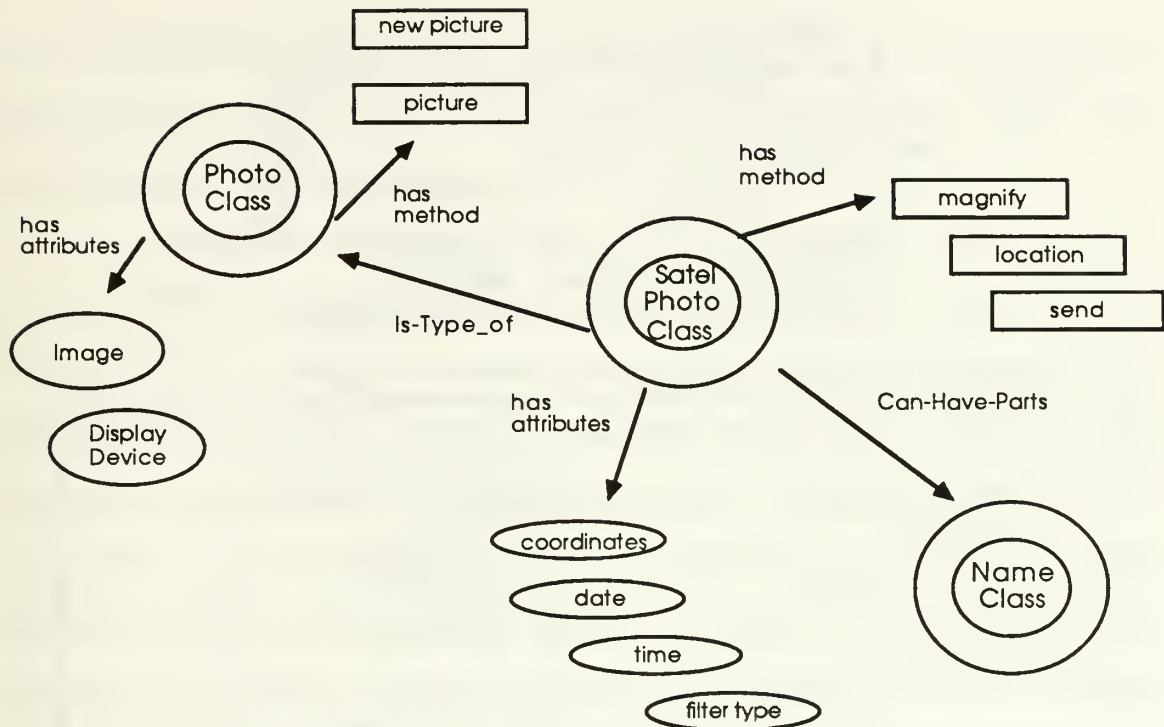 new picture
picture
Photo
Class
has
method
has
attributes
Image
Display
Device
Is-Type_of
has
method
magnify
location
send
Satel
Photo
Class
has
attributes
Can-Have-Parts
coordinates
date
time
filter type
Name
Class